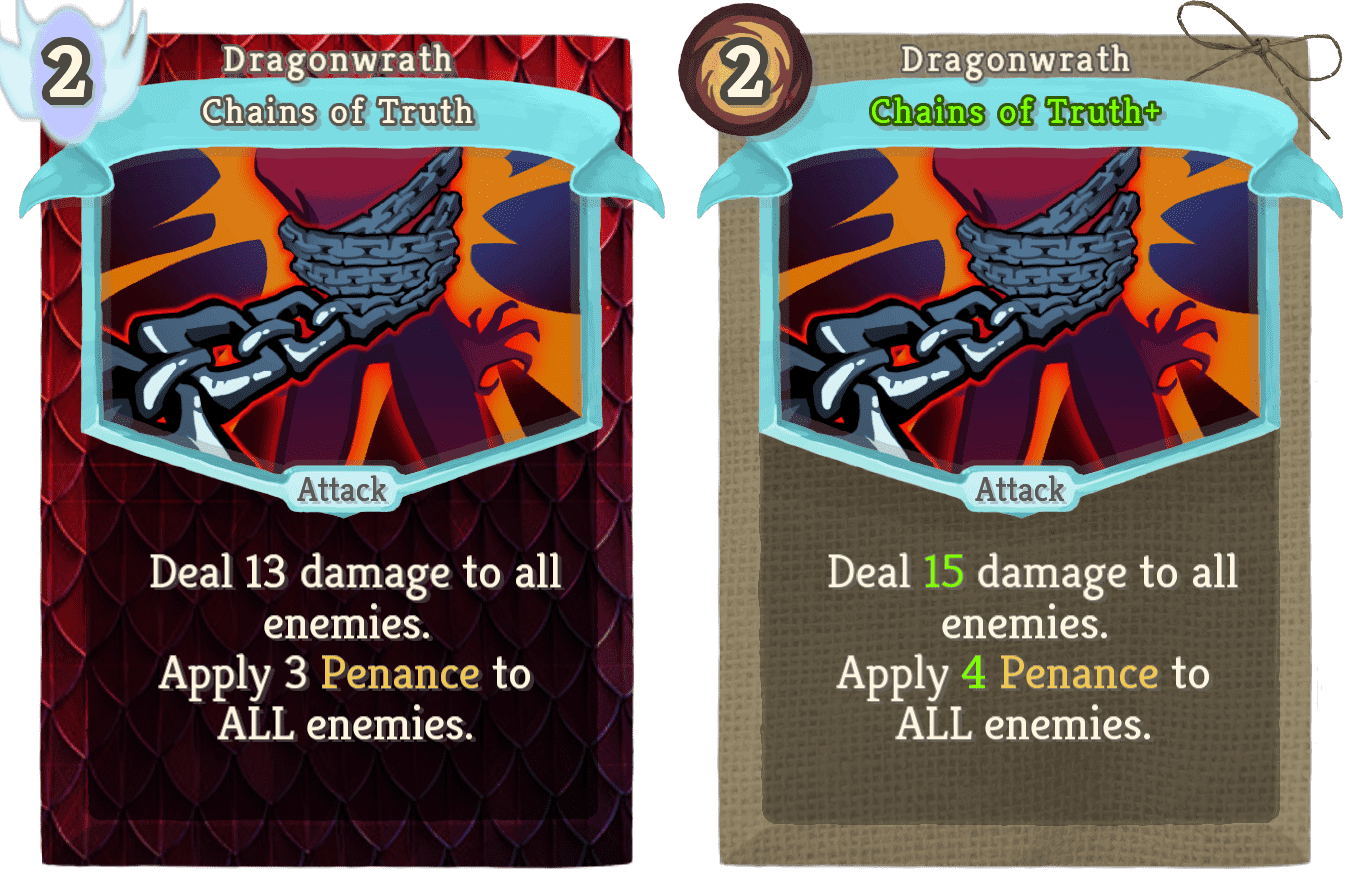 2
Dragonwrath
Chains of Truth
Attack
Deal 13 damage to all
enemies.
Apply 3 Penance to
ALL enemies.
2
Dragonwrath
Chains of Truth+
Attack
Deal 15 damage to all
enemies.
Apply 4 Penance to
ALL enemies.